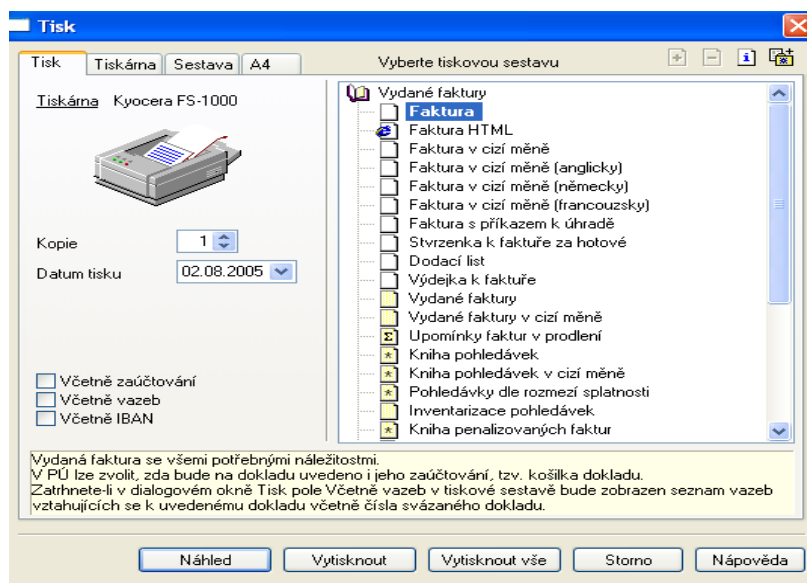 Tisk
Tisk Tiskárna Sestava A4
Vyberte tiskovou sestavu
Tiskárna Kyocera FS-1000
Kopie 1
Datum tisku 02.08.2005
Včetně zaúčtování
Včetně vazeb
Včetně IBAN
Vydané faktury
Faktura
Faktura HTML
Faktura v cizí měně
Faktura v cizí měně (anglicky)
Faktura v cizí měně (německy)
Faktura v cizí měně (francouzsky)
Faktura s příkazem k úhradě
Stvrzenka k faktuře za hotové
Dodací list
Výdejka k faktuře
Vydané faktury
Vydané faktury v cizí měně
Upomínky faktur v prodlení
Kniha pohledávek
Kniha pohledávek v cizí měně
Pohledávky dle rozmezí splatnosti
Inventarizace pohledávek
Kniha penalizovaných faktur
Vydaná faktura se všemi potřebnými náležitostmi.
V PÚ lze zvolit, zda bude na dokladu uvedeno i jeho zaúčtování, tzv. košilka dokladu.
Zatrhnete-li v dialogovém okně Tisk pole Včetně vazeb v tiskové sestavě bude zobrazen seznam vazeb
vztahujících se k uvedenému dokladu včetně čísla svázaného dokladu.
Náhled Vytisknout Vytisknout vše Storno Nápověda